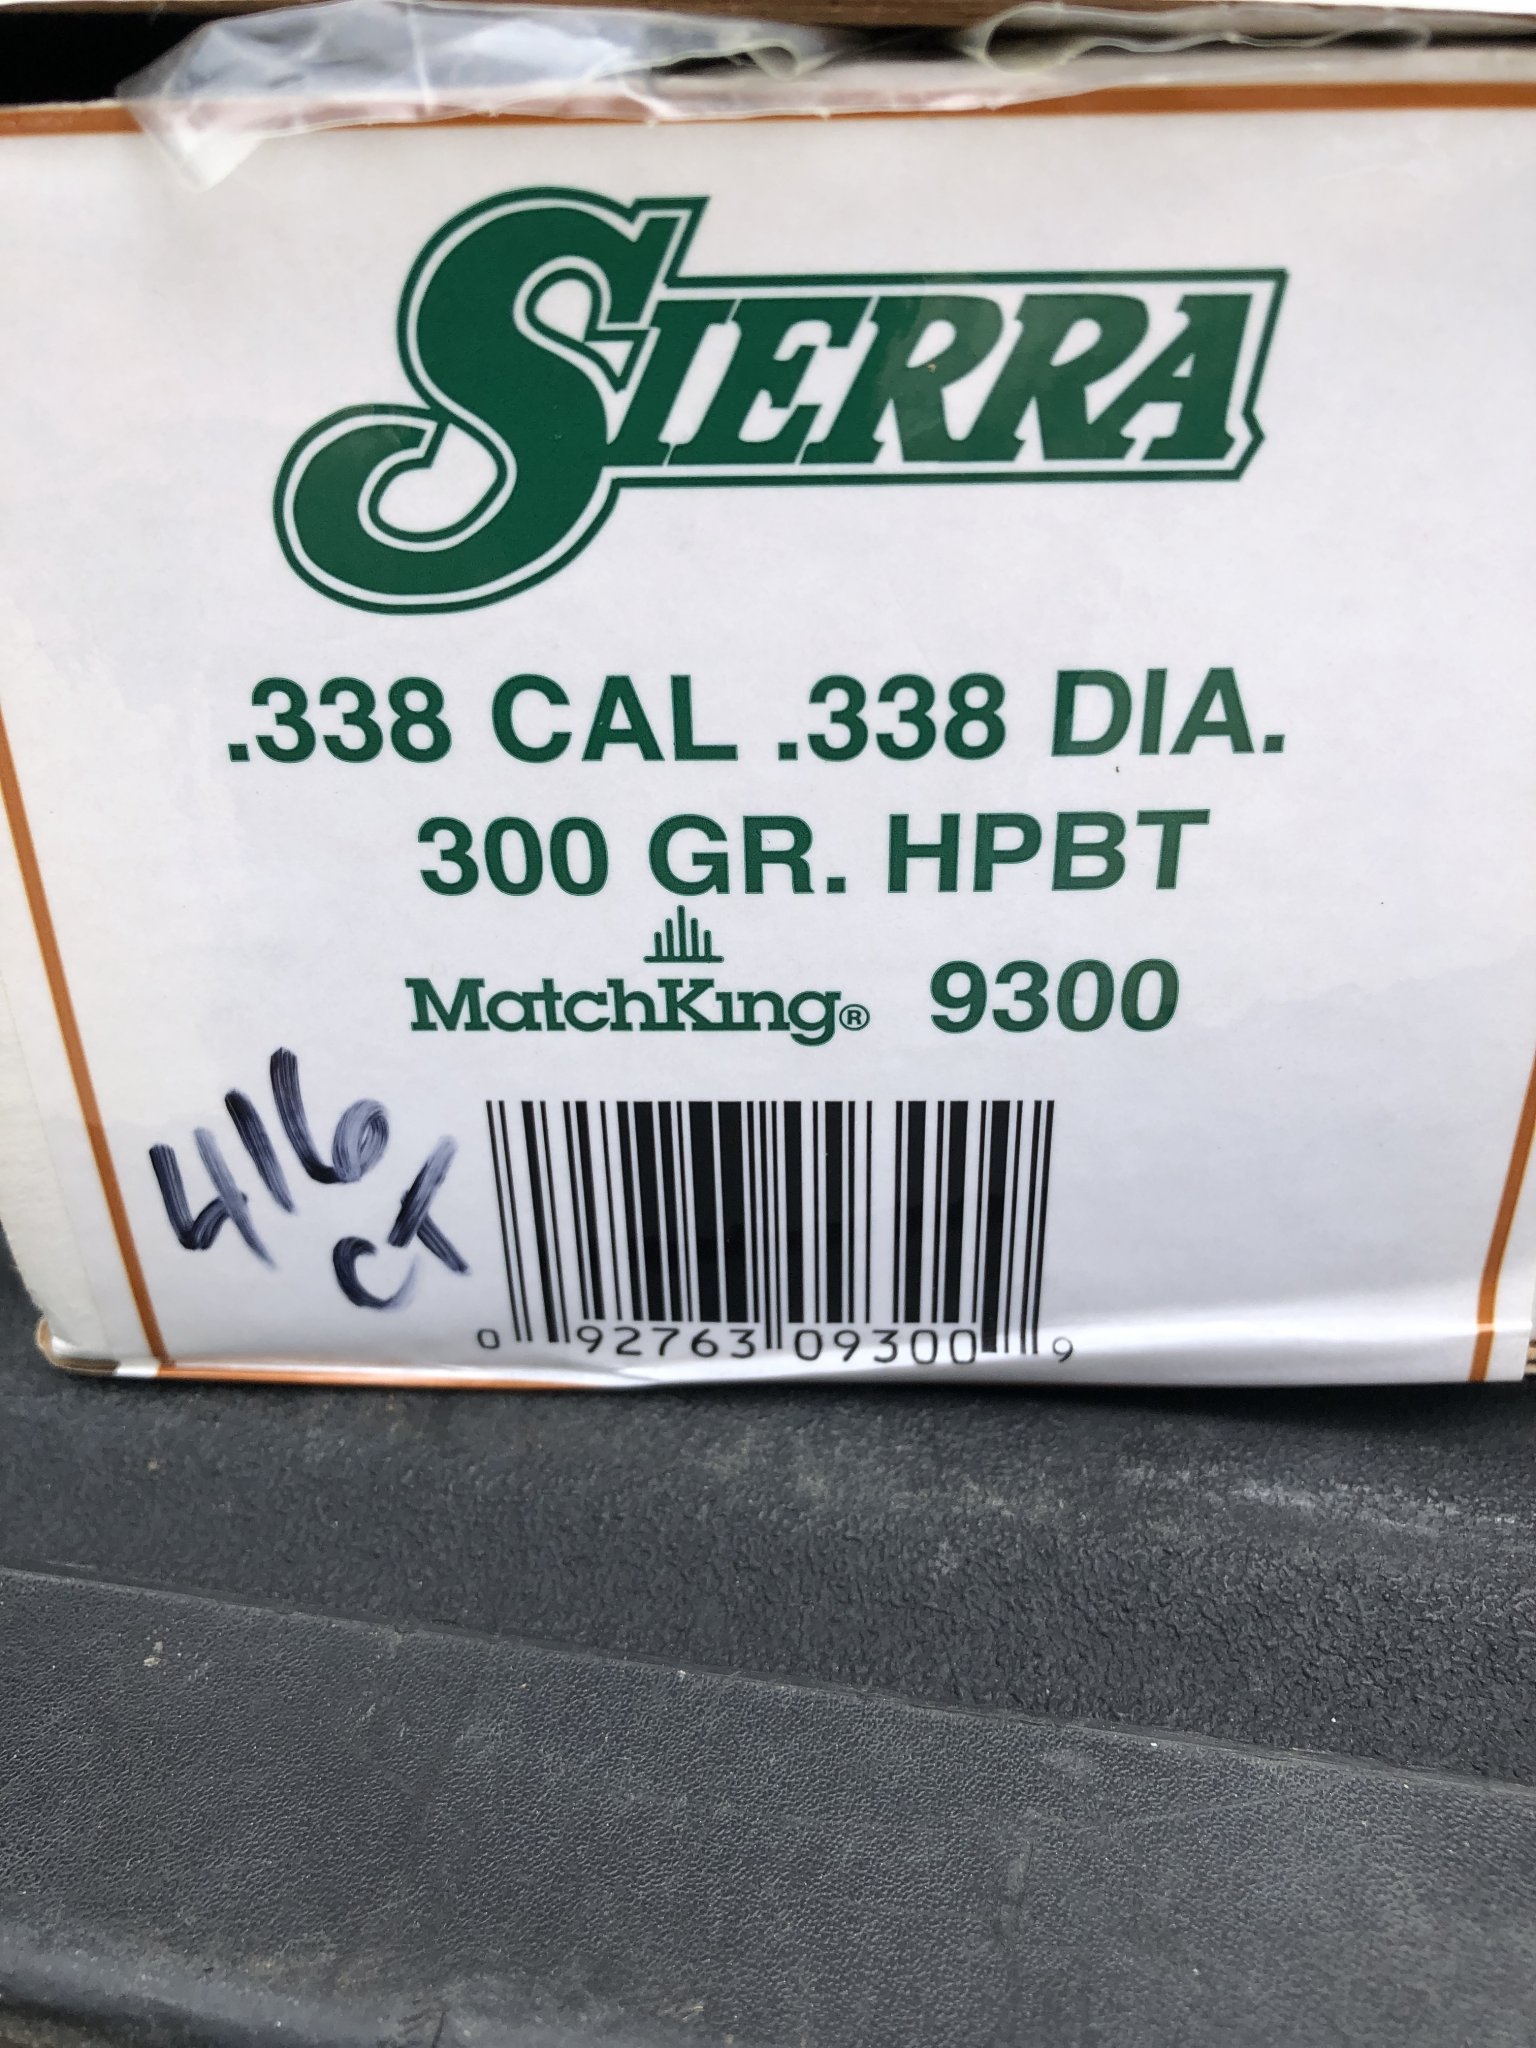 SIERRA
.338 CAL .338 DIA.
300 GR. HPBT
MatchKing® 9300
416
CT
0 92763 09300 9